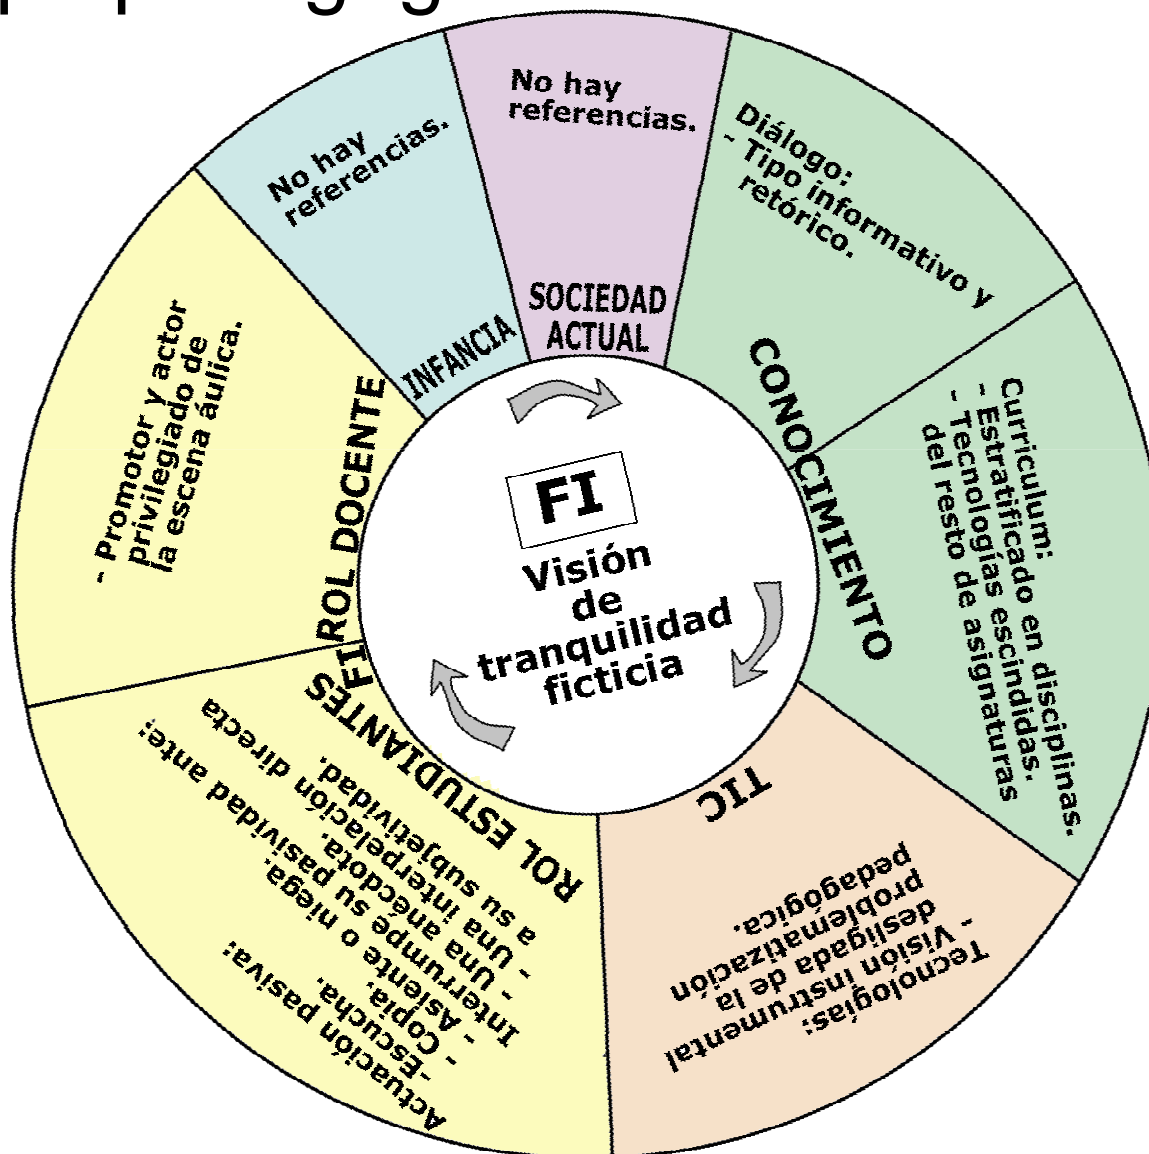 FI
Visión
de
tranquilidad
ficticia
SOCIEDAD
ACTUAL
No hay
referencias.
CONOCIMIENTO
Diálogo:
- Tipo informativo y
retórico.
Curriculum:
- Estratificado en disciplinas.
- Tecnologías escindidas.
del resto de asignaturas
TIC
Tecnologías:
- Visión instrumental
desligada de la
problematización
pedagógica.
ROL ESTUDIANTES
Actuación pasiva:
-Escucha.
- Copia.
- Asiente o niega.
Interrumpe su pasividad ante:
- Una anécdota.
- Una interpelación directa
a su subjetividad.
FI
ROL DOCENTE
- Promotor y actor
privilegiado de
la escena áulica.
INFANCIA
No hay
referencias.